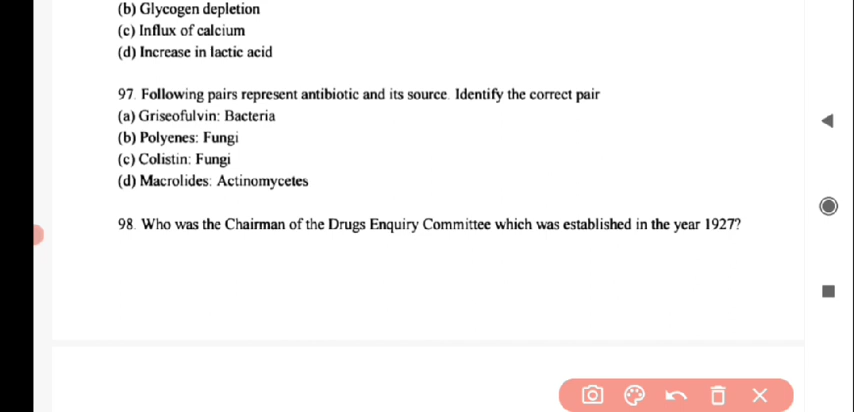 (b) Glycogen depletion
(c) Influx of calcium
(d) Increase in lactic acid
97. Following pairs represent antibiotic and its source. Identify the correct pair
(a) Griseofulvin: Bacteria
(b) Polyenes: Fungi
(c) Colistin: Fungi
(d) Macrolides: Actinomycetes
98. Who was the Chairman of the Drugs Enquiry Committee which was established in the year 1927?